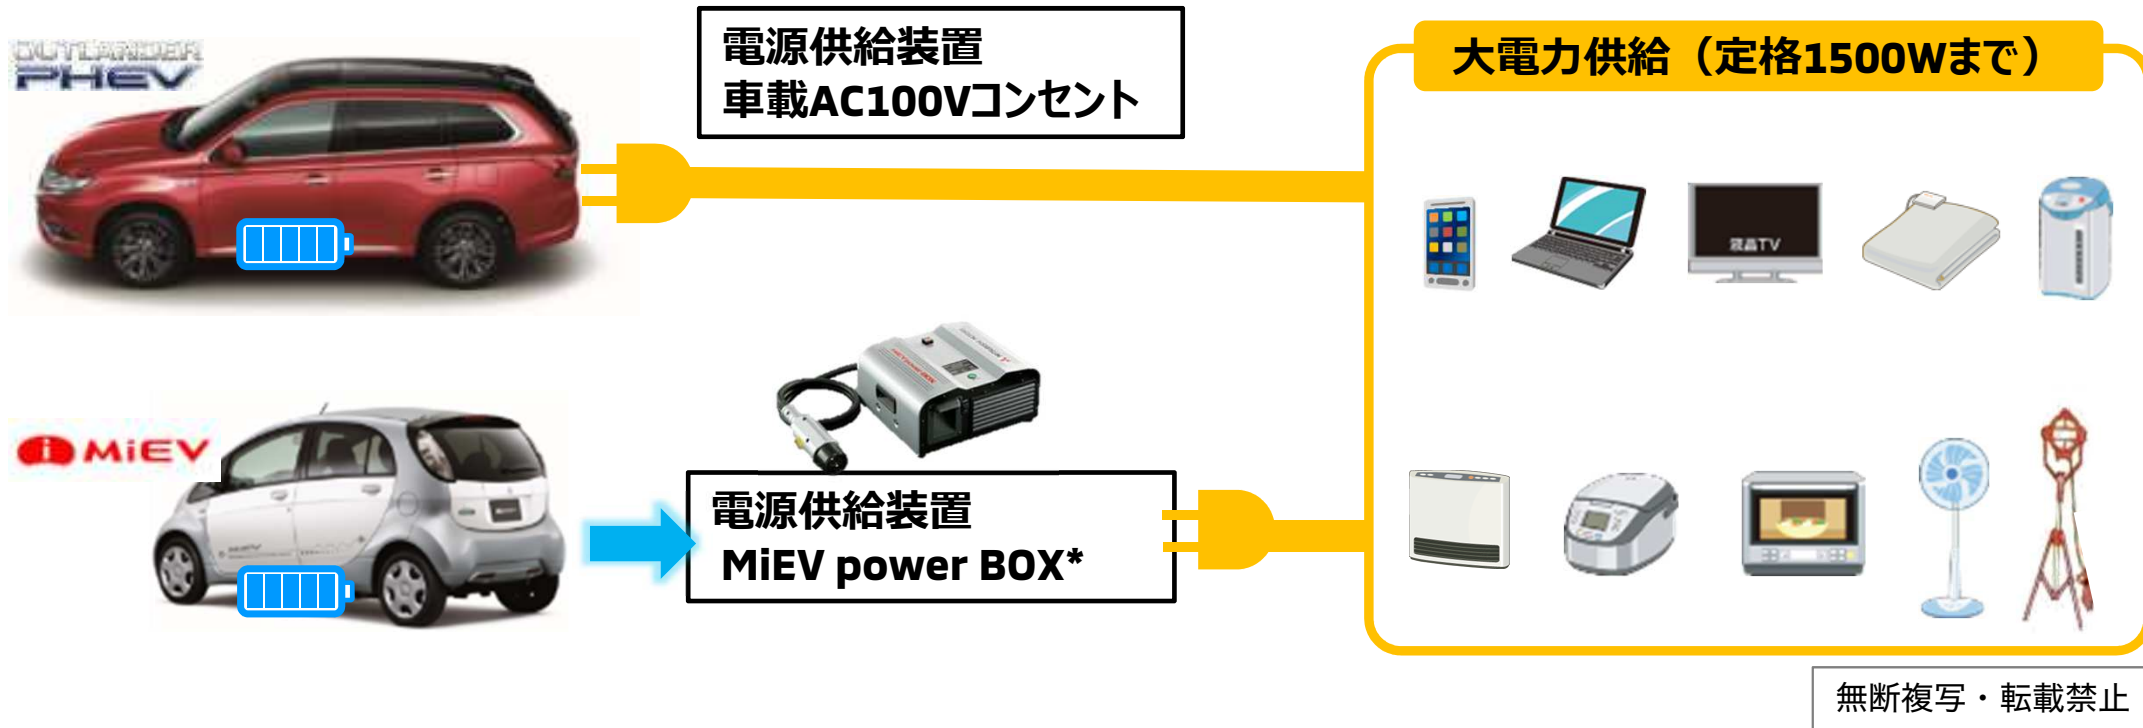 OUTLANDER
PHEV
電源供給装置
車載AC100Vコンセント
大電力供給（定格1500Wまで）
液晶TV
i MiEV
電源供給装置
MiEV power BOX*
無断複写・転載禁止